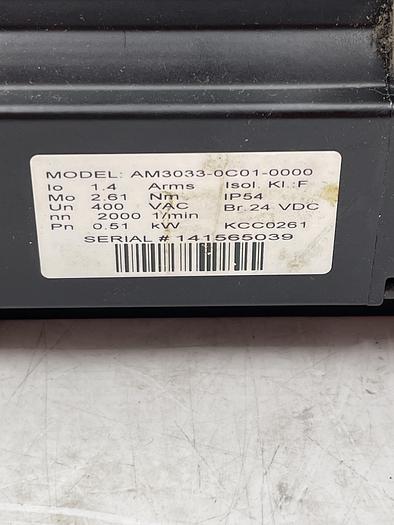 MODEL: AM3033-0C01-0000
Io 1.4 Arms Isol. Kl.:F
Mo 2.61 Nm IP54
Un 400 VAC Br.24 VDC
nn 2000 1/min
Pn 0.51 kW KCC0261
SERIAL # 141565039